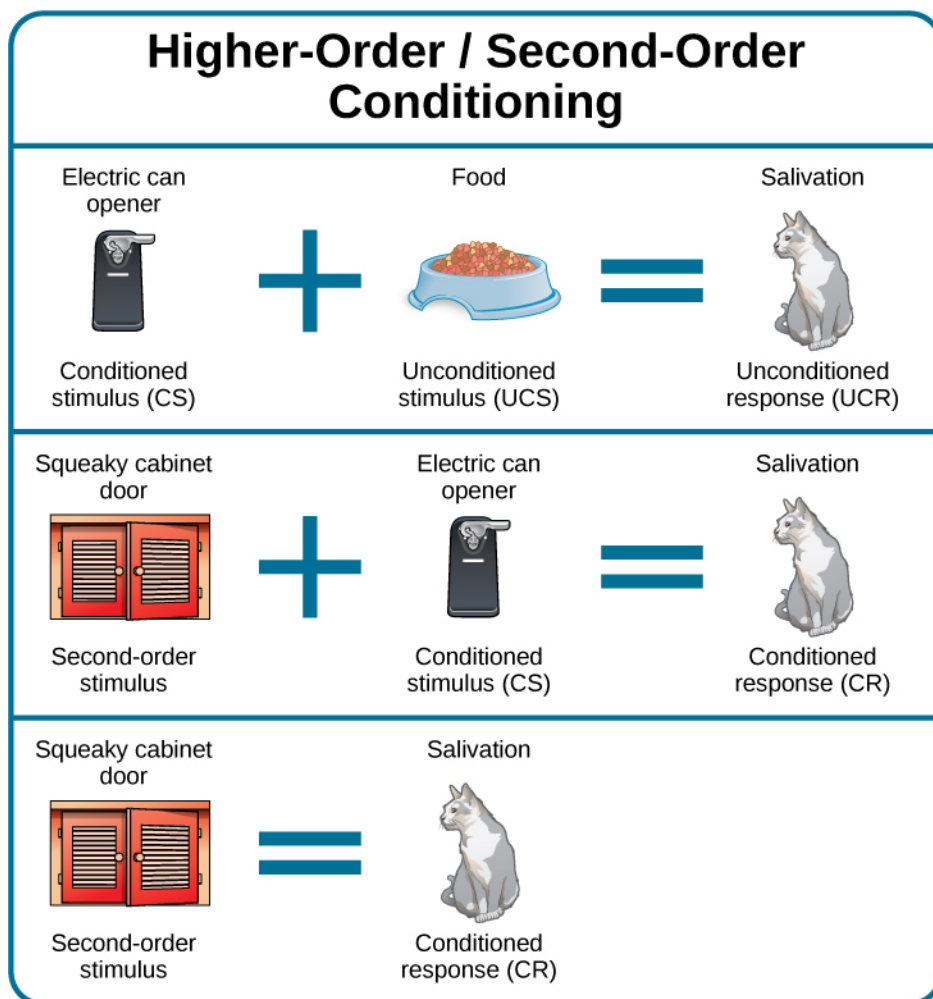 Higher-Order / Second-Order
Conditioning
Electric can
opener
Food
Salivation
Conditioned
stimulus (CS)
Unconditioned
stimulus (UCS)
Unconditioned
response (UCR)
Squeaky cabinet
door
Electric can
opener
Salivation
Second-order
stimulus
Conditioned
stimulus (CS)
Conditioned
response (CR)
Squeaky cabinet
door
Salivation
Second-order
stimulus
Conditioned
response (CR)